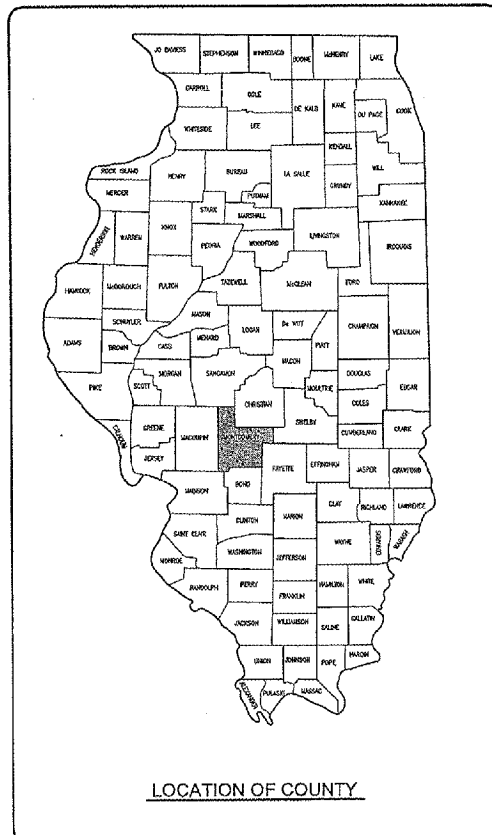 JO DAVIESS STEPHENSON WINNEBAGO BOONE McHENRY LAKE
CARROLL OGLE DE KALB KANE DU PAGE COOK
WHITESIDE LEE KENDALL WILL
ROCK ISLAND HENRY BUREAU LA SALLE GRUNDY
MERCER PUTNAM KANKAKEE
STARK MARSHALL
HENDERSON WARREN KNOX PEORIA WOODFORD LIVINGSTON IROQUOIS
HANCOCK McDONOUGH FULTON TAZEWELL McCLEAN FORD
MASON
SCHUYLER LOGAN De WITT CHAMPAIGN VERMILION
ADAMS BROWN CASS MENARD MACON PIATT
PIKE SCOTT MORGAN SANGAMON MOULTRIE DOUGLAS EDGAR
CHRISTIAN COLES
CALHOUN GREENE MACOUPIN MONTGOMERY SHELBY CUMBERLAND CLARK
JERSEY FAYETTE EFFINGHAM JASPER CRAWFORD
MADISON BOND CLAY RICHLAND LAWRENCE
CLINTON MARION
SAINT CLAIR WAYNE EDWARDS WABASH
MONROE WASHINGTON JEFFERSON
RANDOLPH PERRY HAMILTON WHITE
FRANKLIN
JACKSON WILLIAMSON SALINE GALLATIN
UNION JOHNSON POPE HARDIN
ALEXANDER PULASKI MASSAC
LOCATION OF COUNTY